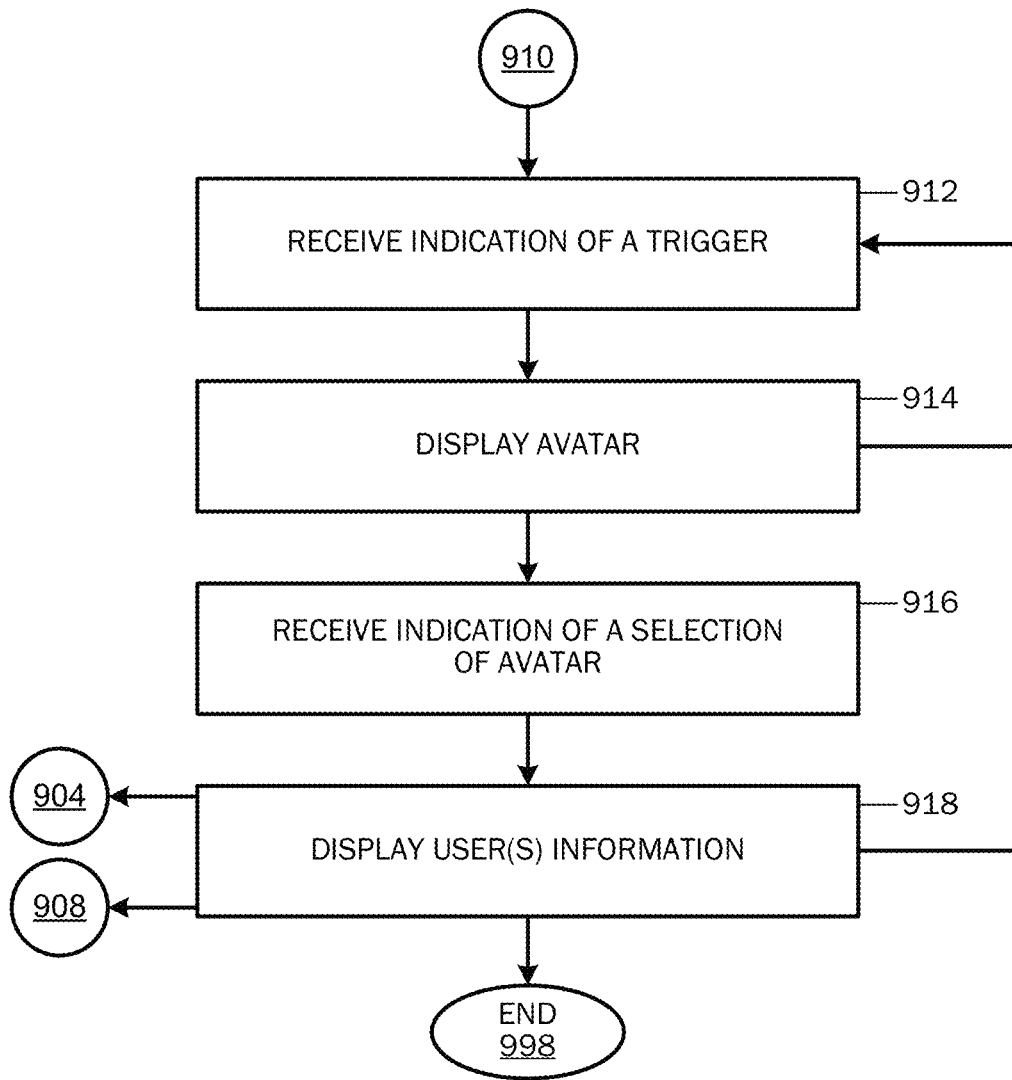 910
912
RECEIVE INDICATION OF A TRIGGER
914
DISPLAY AVATAR
916
RECEIVE INDICATION OF A SELECTION
OF AVATAR
904
918
DISPLAY USER(S) INFORMATION
908
END
998